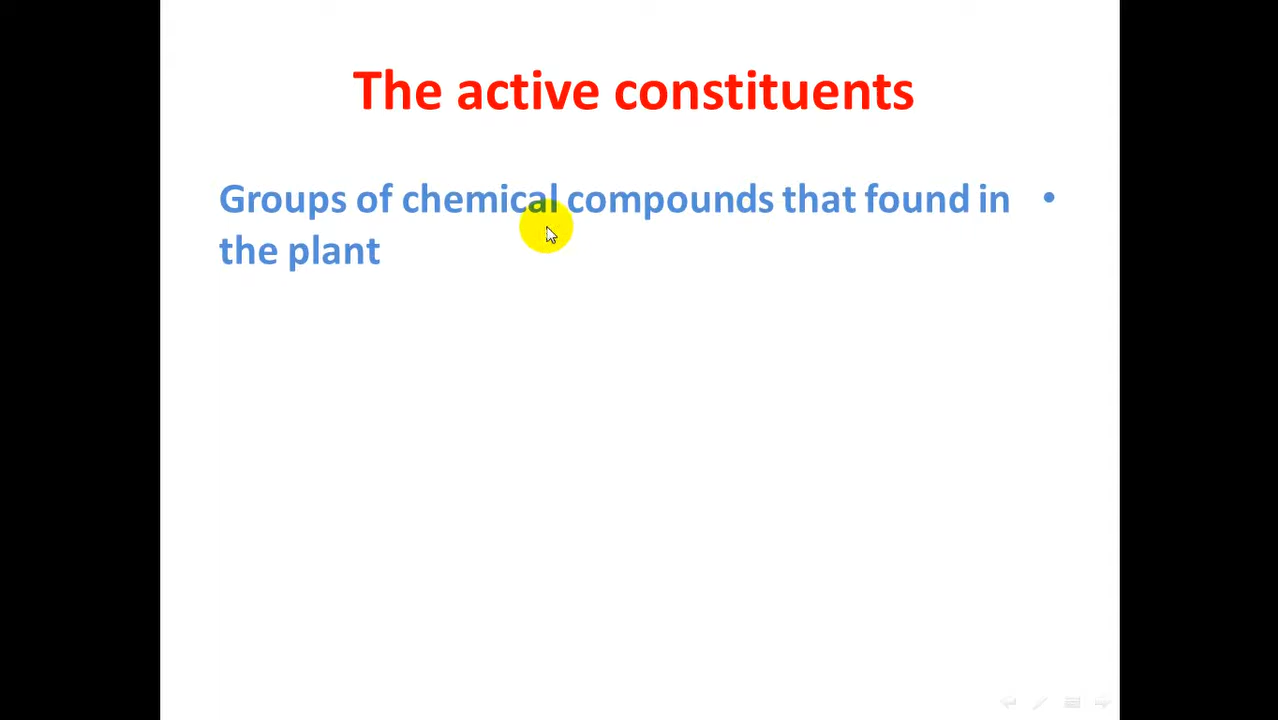 The active constituents
Groups of chemical compounds that found in •
the plant